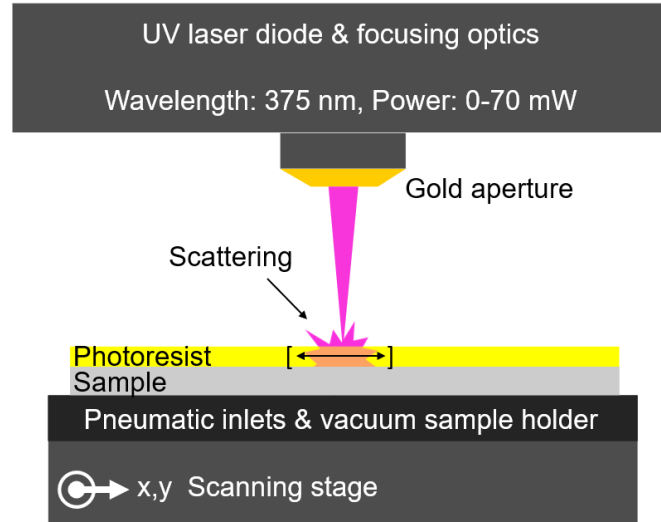 UV laser diode & focusing optics
Wavelength: 375 nm, Power: 0-70 mW
Gold aperture
Scattering
Photoresist [ ]
Sample
Pneumatic inlets & vacuum sample holder
x,y Scanning stage